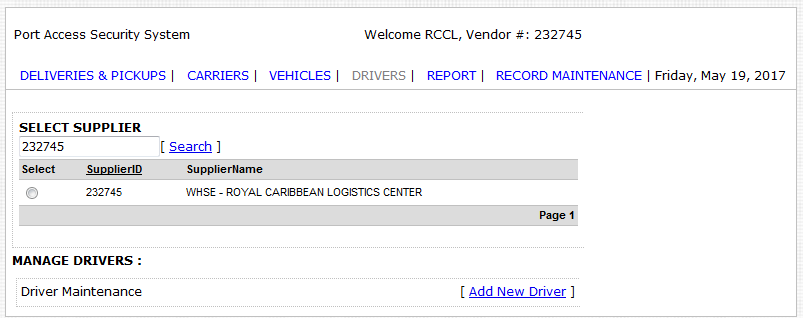 Port Access Security System Welcome RCCL, Vendor #: 232745
DELIVERIES & PICKUPS | CARRIERS | VEHICLES | DRIVERS | REPORT | RECORD MAINTENANCE | Friday, May 19, 2017
SELECT SUPPLIER
232745 [ Search ]
Select SupplierID SupplierName
232745 WHSE - ROYAL CARIBBEAN LOGISTICS CENTER
Page 1
MANAGE DRIVERS :
Driver Maintenance [ Add New Driver ]